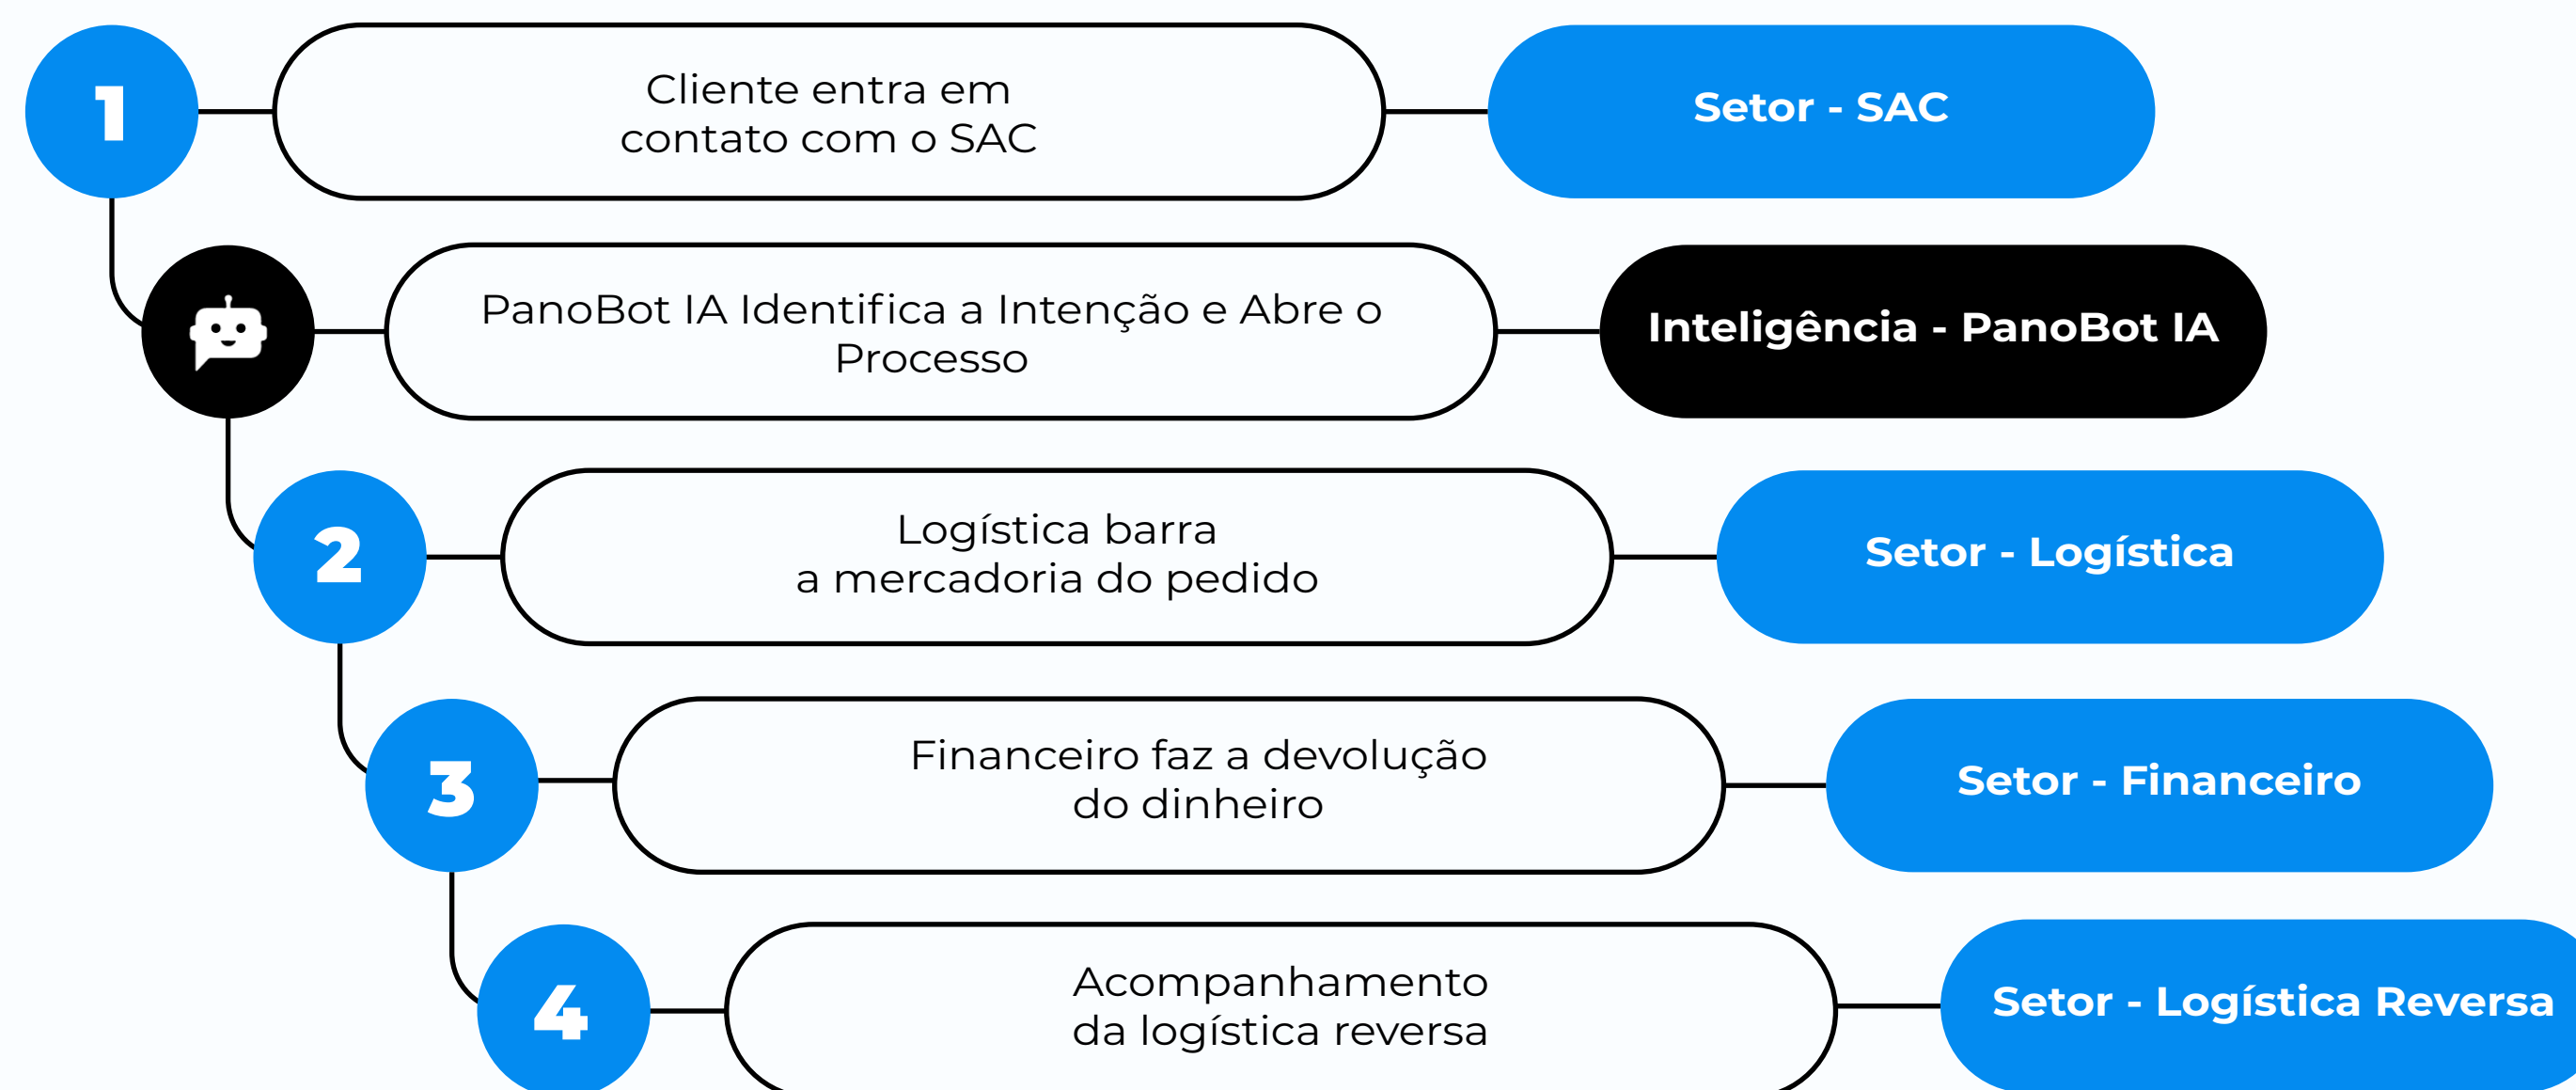 1
Cliente entra em
contato com o SAC
Setor - SAC
PanoBot IA Identifica a Intenção e Abre o
Processo
Inteligência - PanoBot IA
2
Logística barra
a mercadoria do pedido
Setor - Logística
3
Financeiro faz a devolução
do dinheiro
Setor - Financeiro
4
Acompanhamento
da logística reversa
Setor - Logística Reversa